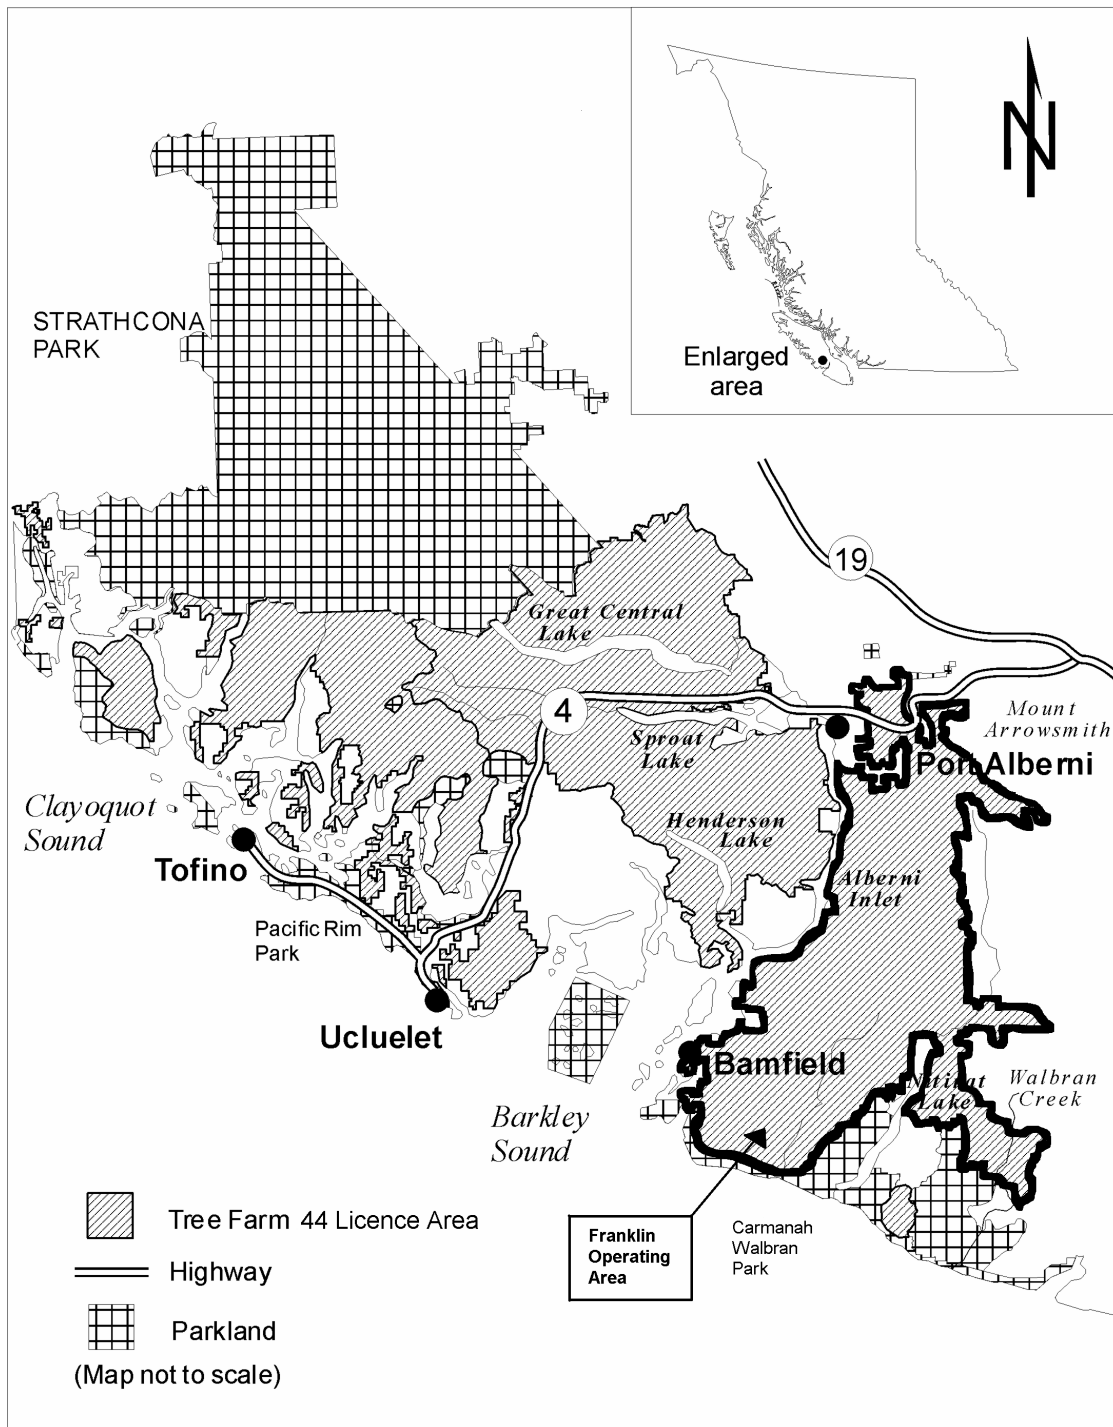 N
STRATHCONA
PARK
Enlarged
area
19
Great Central
Lake
4
Mount
Arrowsmith
Sproat
Lake
Port Alberni
Clayoquot
Sound
Henderson
Lake
Tofino
Alberni
Inlet
Pacific Rim
Park
Ucluelet
Bamfield
Nitinat
Lake
Walbran
Creek
Barkley
Sound
Tree Farm 44 Licence Area
Highway
Parkland
(Map not to scale)
Franklin
Operating
Area
Carmanah
Walbran
Park